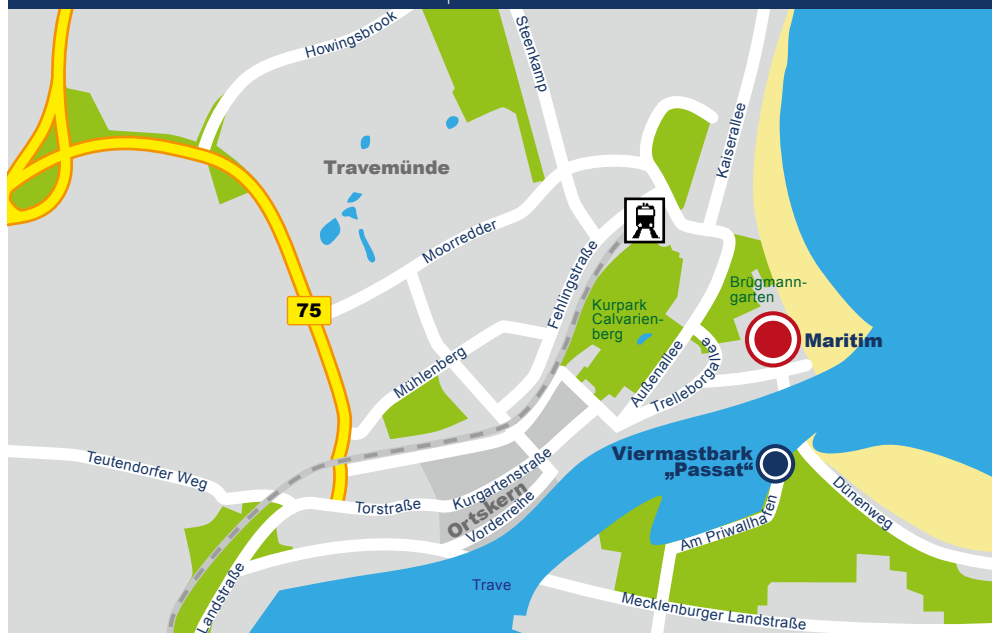 Howingsbrook
Steenkamp
Kaiserallee
Travemünde
Moorredder
Fehlingstraße
Brügmann-
garten
75
Kurpark
Calvarien-
berg
Maritim
Außenallee
Trelleborgallee
Mühlenberg
Viermastbark
„Passat“
Teutendorfer Weg
Kurgartenstraße
Torstraße
Ortskern
Vorderreihe
Dünenweg
Am Priwallhafen
Trave
Landstraße
Mecklenburger Landstraße